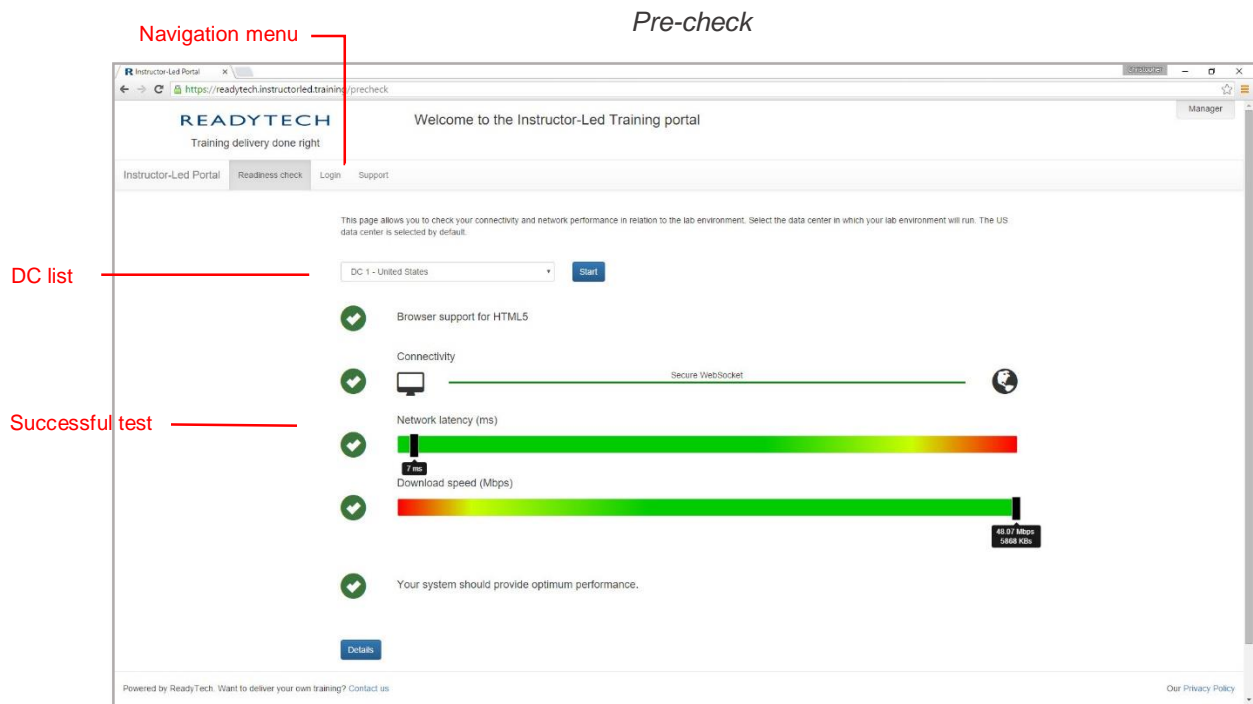 Pre-check
Navigation menu
R Instructor-Led Portal
https://readytech.instructorled.training/precheck
Manager
READYTECH
Welcome to the Instructor-Led Training portal
Training delivery done right
Instructor-Led Portal Readiness check Login Support
This page allows you to check your connectivity and network performance in relation to the lab environment. Select the data center in which your lab environment will run. The US
data center is selected by default.
DC list
DC 1 - United States Start
Browser support for HTML5
Connectivity
Secure WebSocket
Successful test
Network latency (ms)
7 ms
Download speed (Mbps)
48.07 Mbps
5868 KBs
Your system should provide optimum performance.
Details
Powered by ReadyTech. Want to deliver your own training? Contact us Our Privacy Policy